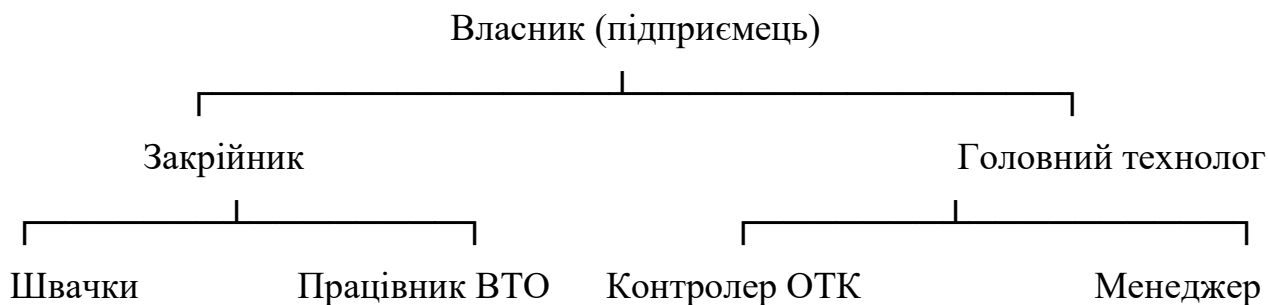 Власник (підприємець)
Закрійник Головний технолог
Швачки Працівник ВТО Контролер ОТК Менеджер